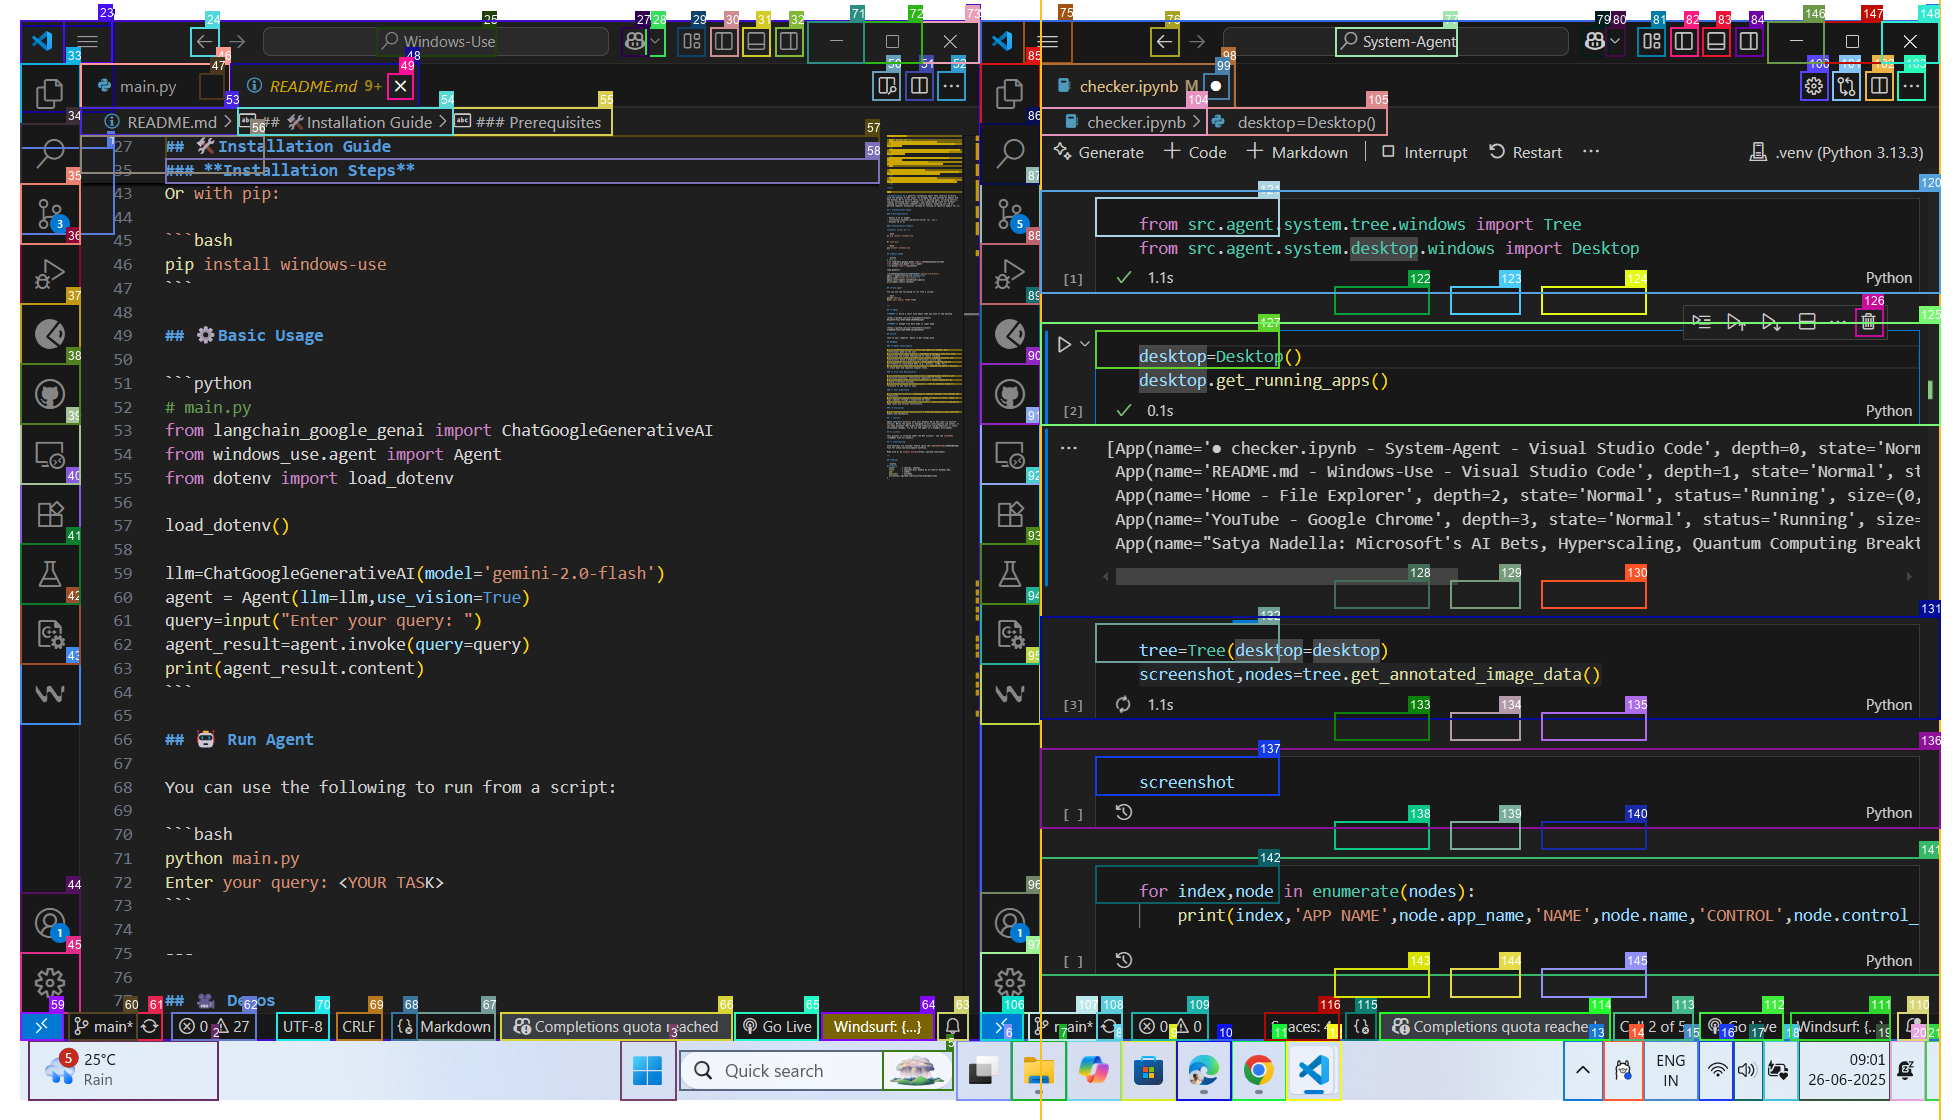 Windows-Use
main.py
README.md 9+
README.md > ## 🛠 Installation Guide > ### Prerequisites
27 ## 🛠 Installation Guide
35 ### **Installation Steps**
43 Or with pip:
44
45 ```bash
46 pip install windows-use
47 ```
48
49 ## ⚙️Basic Usage
50
51 ```python
52 # main.py
53 from langchain_google_genai import ChatGoogleGenerativeAI
54 from windows_use.agent import Agent
55 from dotenv import load_dotenv
56
57 load_dotenv()
58
59 llm=ChatGoogleGenerativeAI(model='gemini-2.0-flash')
60 agent = Agent(llm=llm,use_vision=True)
61 query=input("Enter your query: ")
62 agent_result=agent.invoke(query=query)
63 print(agent_result.content)
64 ```
65
66 ## 🤖 Run Agent
67
68 You can use the following to run from a script:
69
70 ```bash
71 python main.py
72 Enter your query: <YOUR TASK>
73 ```
74
75 ---
76
## 🎥 Demos
main* 0 27 UTF-8 CRLF Markdown Completions quota reached Go Live Windsurf: {...}
System-Agent
checker.ipynb M
checker.ipynb > desktop=Desktop()
Generate + Code + Markdown Interrupt Restart ... .venv (Python 3.13.3)
from src.agent.system.tree.windows import Tree
from src.agent.system.desktop.windows import Desktop
[1] 1.1s Python
desktop=Desktop()
desktop.get_running_apps()
[2] 0.1s Python
[App(name='● checker.ipynb - System-Agent - Visual Studio Code', depth=0, state='Norm
App(name='README.md - Windows-Use - Visual Studio Code', depth=1, state='Normal', st
App(name='Home - File Explorer', depth=2, state='Normal', status='Running', size=(0,
App(name='YouTube - Google Chrome', depth=3, state='Normal', status='Running', size=
App(name="Satya Nadella: Microsoft's AI Bets, Hyperscaling, Quantum Computing Breakt
tree=Tree(desktop=desktop)
screenshot,nodes=tree.get_annotated_image_data()
[3] 1.1s Python
screenshot
[ ] Python
for index,node in enumerate(nodes):
print(index,'APP NAME',node.app_name,'NAME',node.name,'CONTROL',node.control_
[ ] Python
main* 0 0 Spaces: 4 Completions quota reached Cell 2 of 5 Go Live Windsurf: {...}
5 25°C
Rain
Quick search
ENG
IN
09:01
26-06-2025